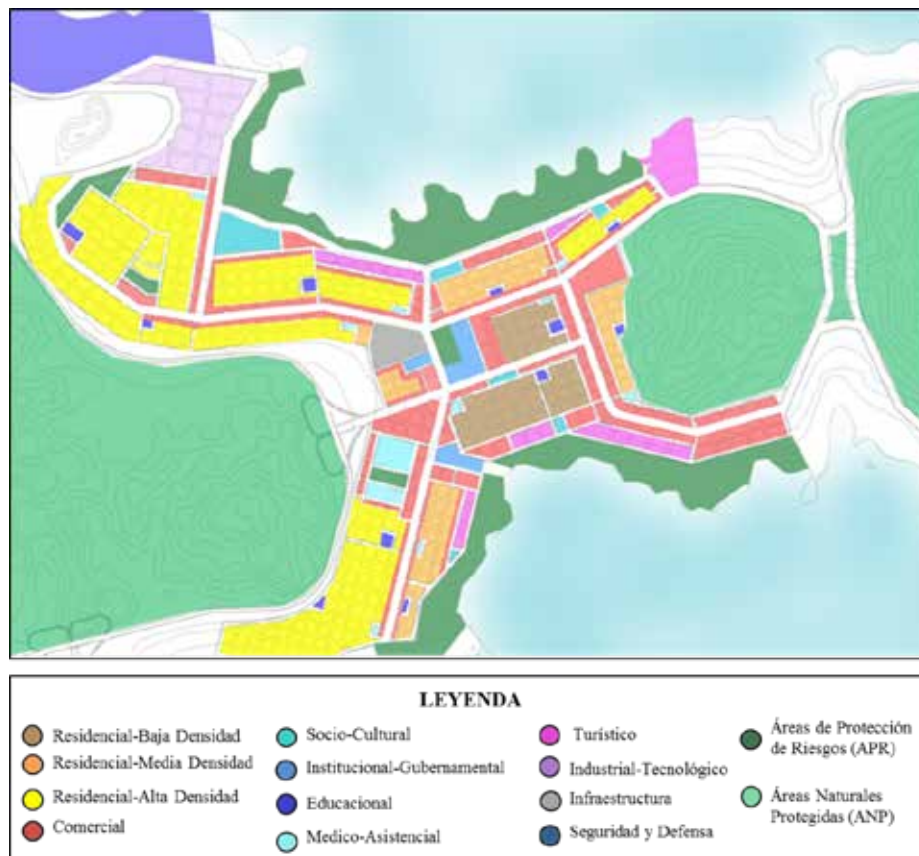 LEYENDA
Residencial-Baja Densidad
Residencial-Media Densidad
Residencial-Alta Densidad
Comercial
Socio-Cultural
Institucional-Gubernamental
Educacional
Medico-Asistencial
Turístico
Industrial-Tecnológico
Infraestructura
Seguridad y Defensa
Áreas de Protección
de Riesgos (APR)
Áreas Naturales
Protegidas (ANP)